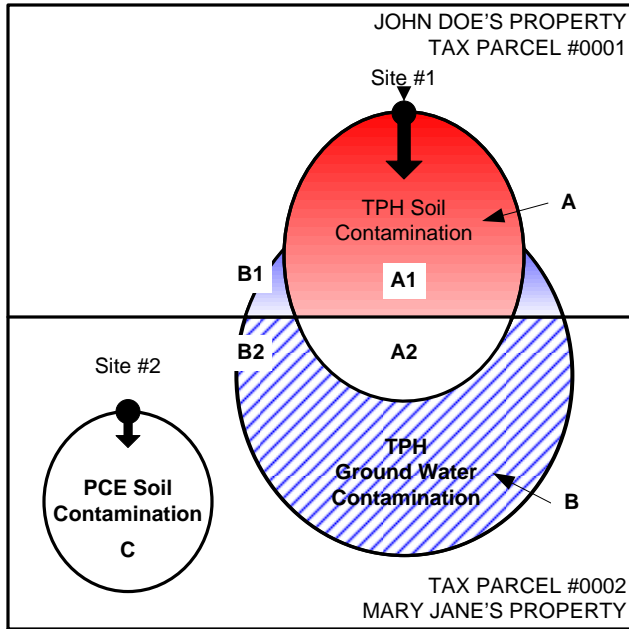 JOHN DOE'S PROPERTY
TAX PARCEL #0001
Site #1
TPH Soil
Contamination
A
B1
A1
B2
A2
Site #2
TPH
Ground Water
Contamination
B
PCE Soil
Contamination
C
TAX PARCEL #0002
MARY JANE'S PROPERTY